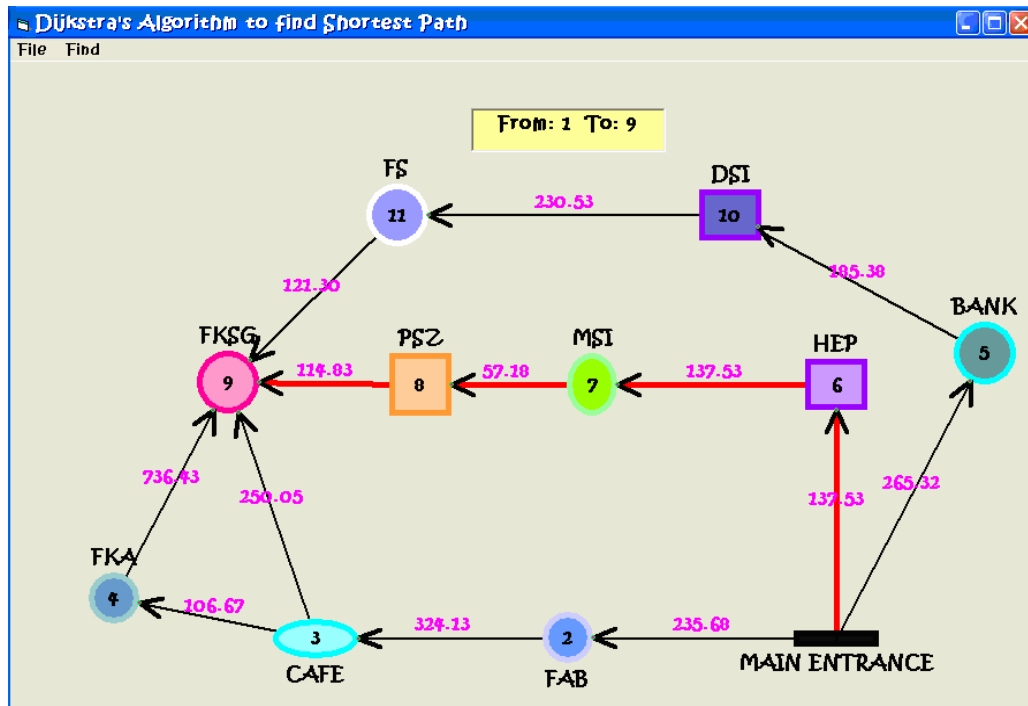 Dijkstra's Algorithm to find Shortest Path
File Find
From: 1 To: 9
FS
DSI
11
230.53
10
185.38
121.30
BANK
FKSG
PSZ
MSI
HEP
5
9
114.83
8
57.18
7
137.53
6
736.43
250.05
137.53
265.32
FKA
4
106.67
3
324.13
2
235.68
CAFE
FAB
MAIN ENTRANCE